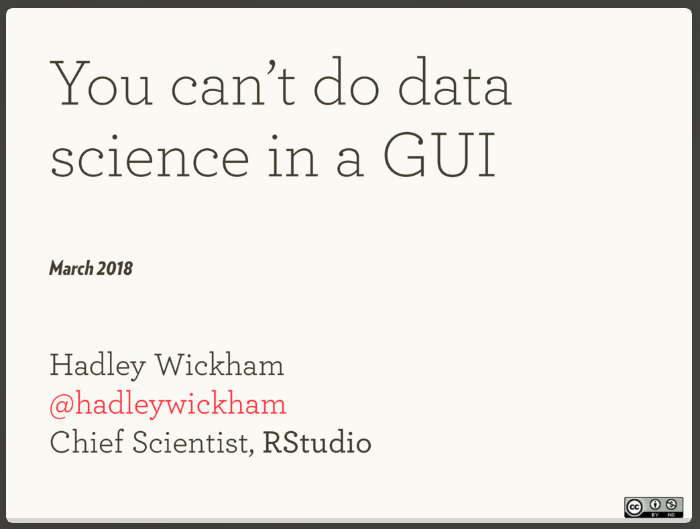 You can’t do data
science in a GUI
March 2018
Hadley Wickham
@hadleywickham
Chief Scientist, RStudio
cc
BY NC